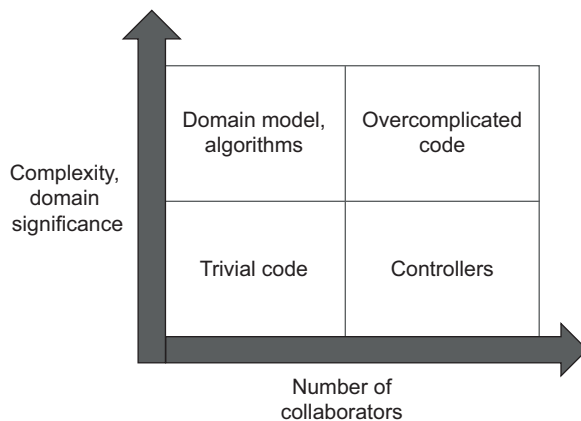 Domain model,
algorithms
Overcomplicated
code
Complexity,
domain
significance
Trivial code
Controllers
Number of
collaborators